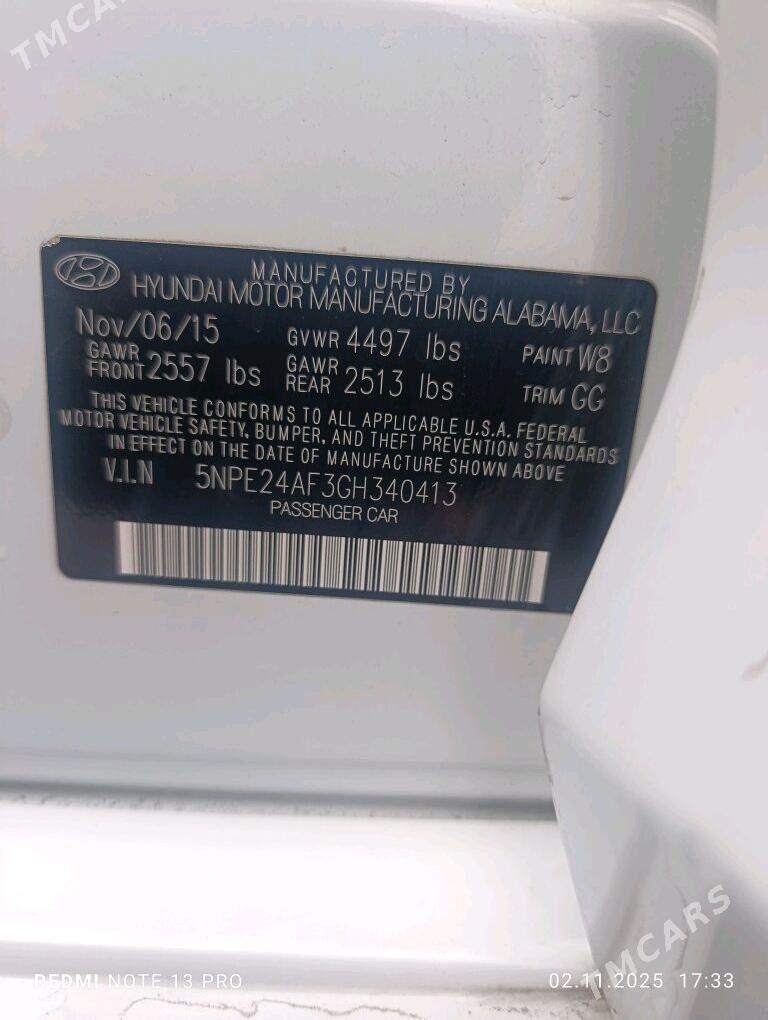 TMCARS
MANUFACTURED BY
HYUNDAI MOTOR MANUFACTURING ALABAMA, LLC
Nov/06/15 GVWR 4497 lbs PAINT W8
GAWR FRONT 2557 lbs GAWR REAR 2513 lbs TRIM GG
THIS VEHICLE CONFORMS TO ALL APPLICABLE U.S.A. FEDERAL
MOTOR VEHICLE SAFETY, BUMPER, AND THEFT PREVENTION STANDARDS
IN EFFECT ON THE DATE OF MANUFACTURE SHOWN ABOVE
V.I.N 5NPE24AF3GH340413
PASSENGER CAR
TMCARS
REDMI NOTE 13 PRO 02.11.2025 17:33